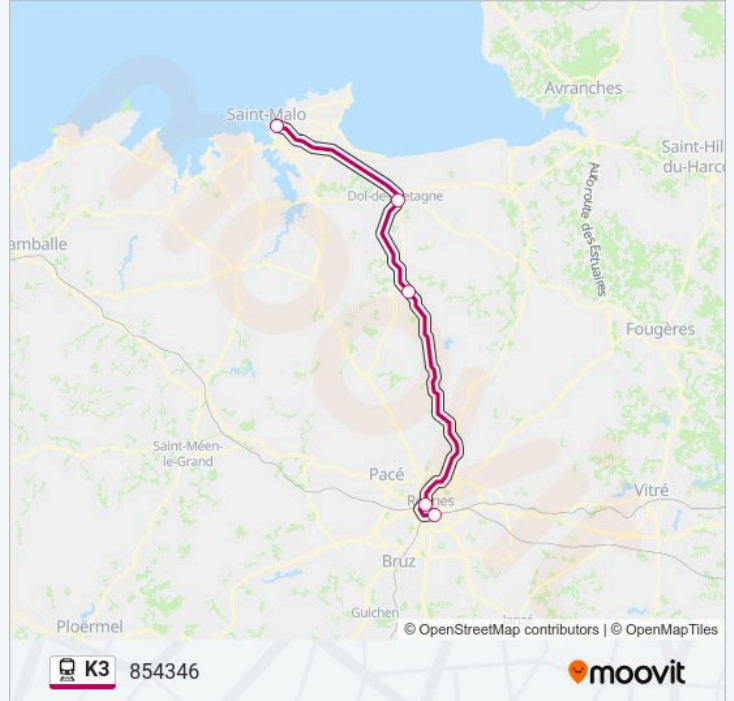 Avranches
Saint-Malo
Saint-Hil
du-Harco
Dol-de-Bretagne
Autoroute des Estuaires
amballe
Fougères
Saint-Méen-
le-Grand
Pacé
Rennes
Vitré
Bruz
Guichen
Ploërmel
© OpenStreetMap contributors | © OpenMapTiles
K3 854346
moovit